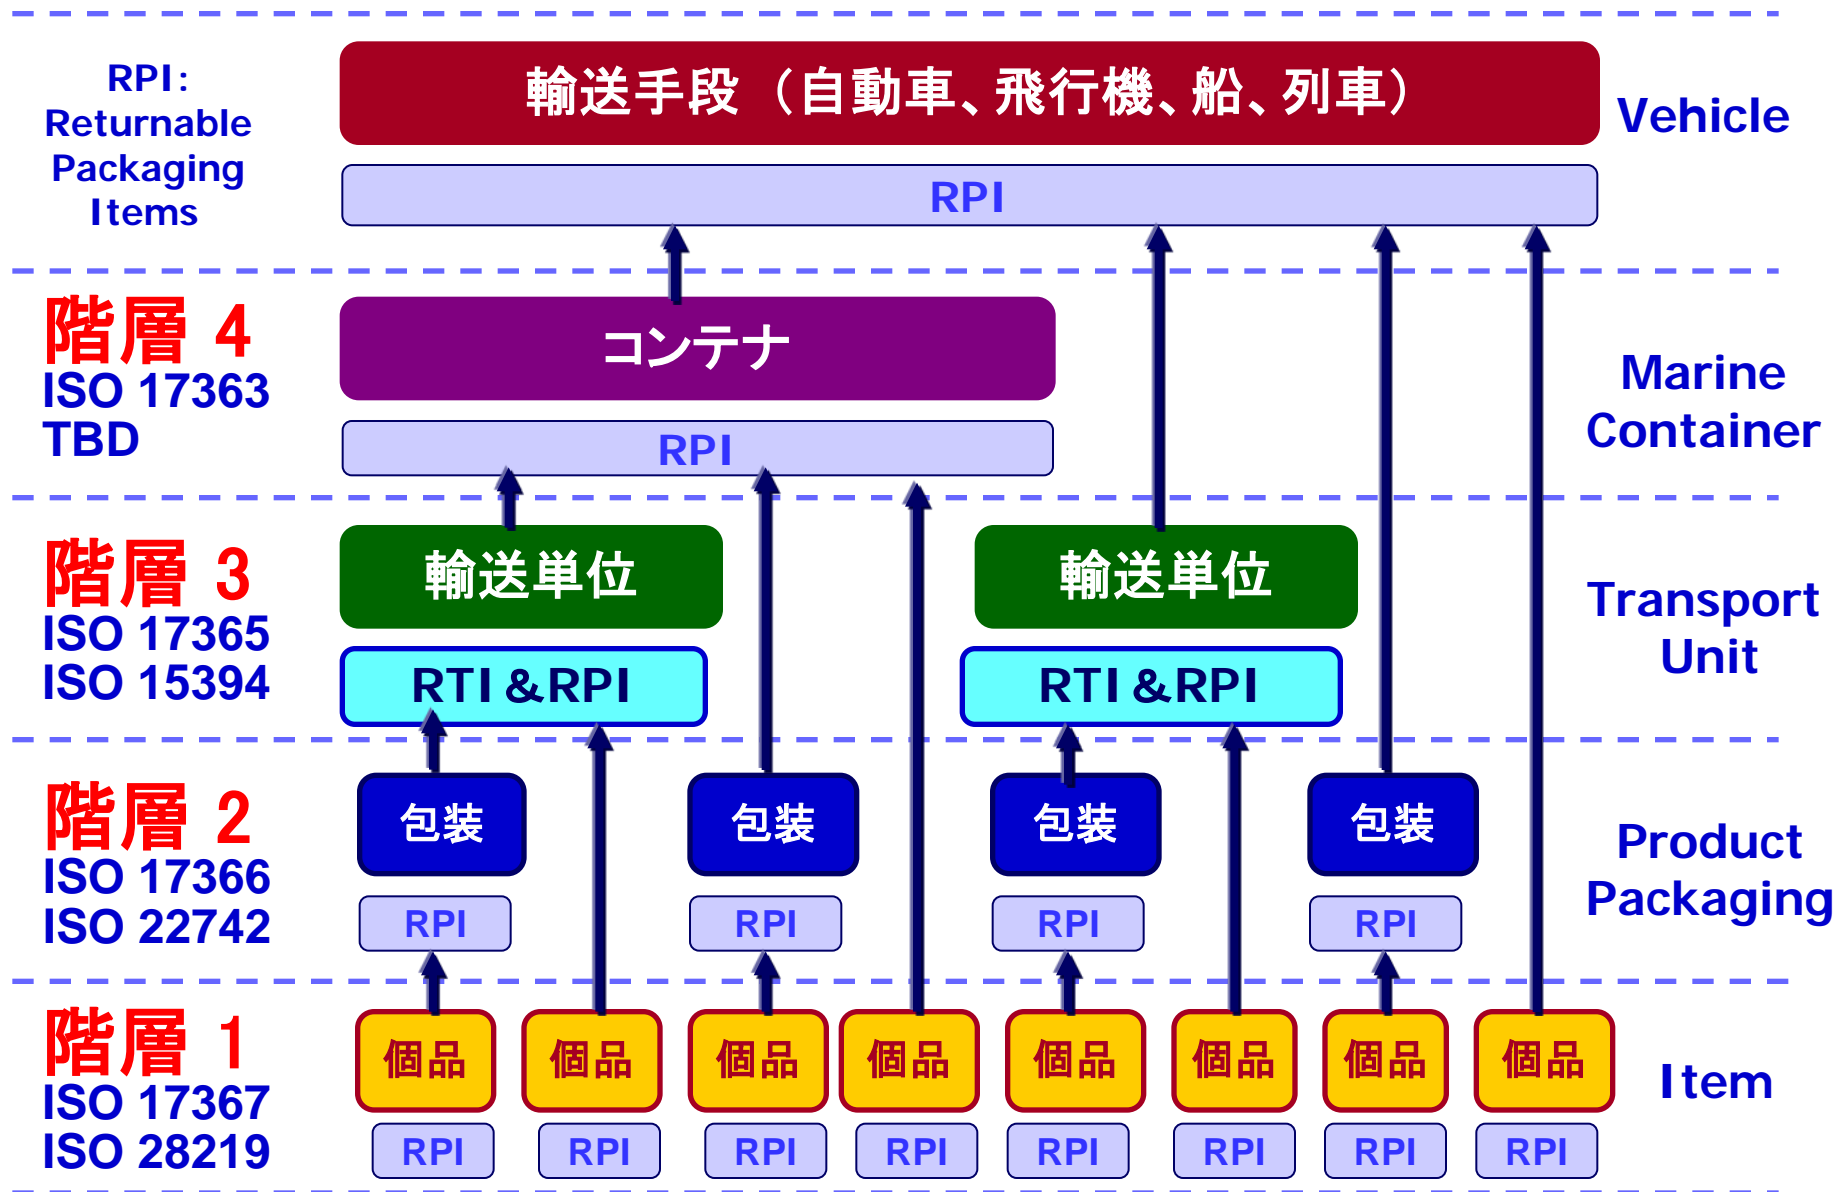 RPI:
Returnable
Packaging
Items
輸送手段（自動車、飛行機、船、列車）
Vehicle
RPI
階層 4
ISO 17363
TBD
コンテナ
Marine
Container
RPI
階層 3
ISO 17365
ISO 15394
輸送単位
輸送単位
Transport
Unit
RTI&RPI
RTI&RPI
階層 2
ISO 17366
ISO 22742
包装
包装
包装
包装
Product
Packaging
RPI
RPI
RPI
RPI
階層 1
ISO 17367
ISO 28219
個品
個品
個品
個品
個品
個品
個品
個品
Item
RPI
RPI
RPI
RPI
RPI
RPI
RPI
RPI